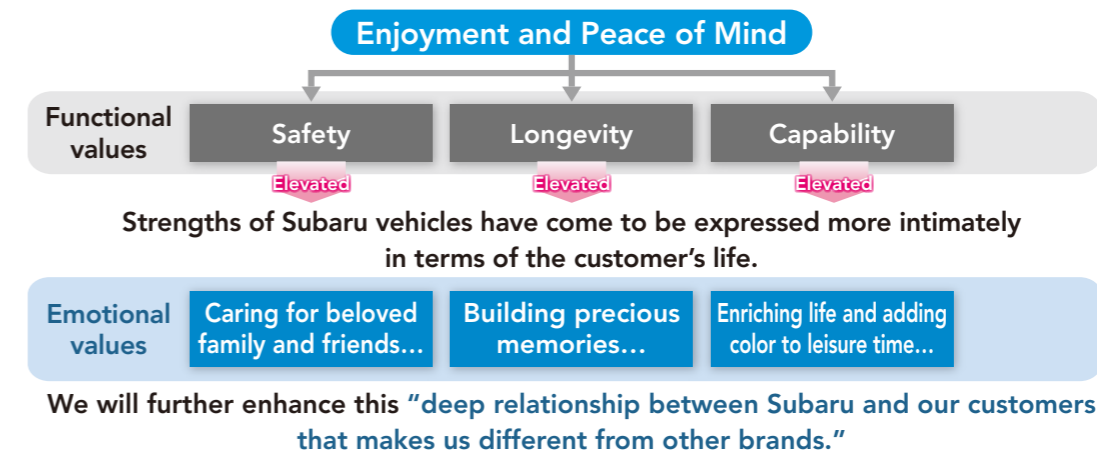 Enjoyment and Peace of Mind
Functional
values
Safety
Longevity
Capability
Elevated
Elevated
Elevated
Strengths of Subaru vehicles have come to be expressed more intimately
in terms of the customer’s life.
Emotional
values
Caring for beloved
family and friends…
Building precious
memories…
Enriching life and adding
color to leisure time…
We will further enhance this “deep relationship between Subaru and our customers
that makes us different from other brands.”